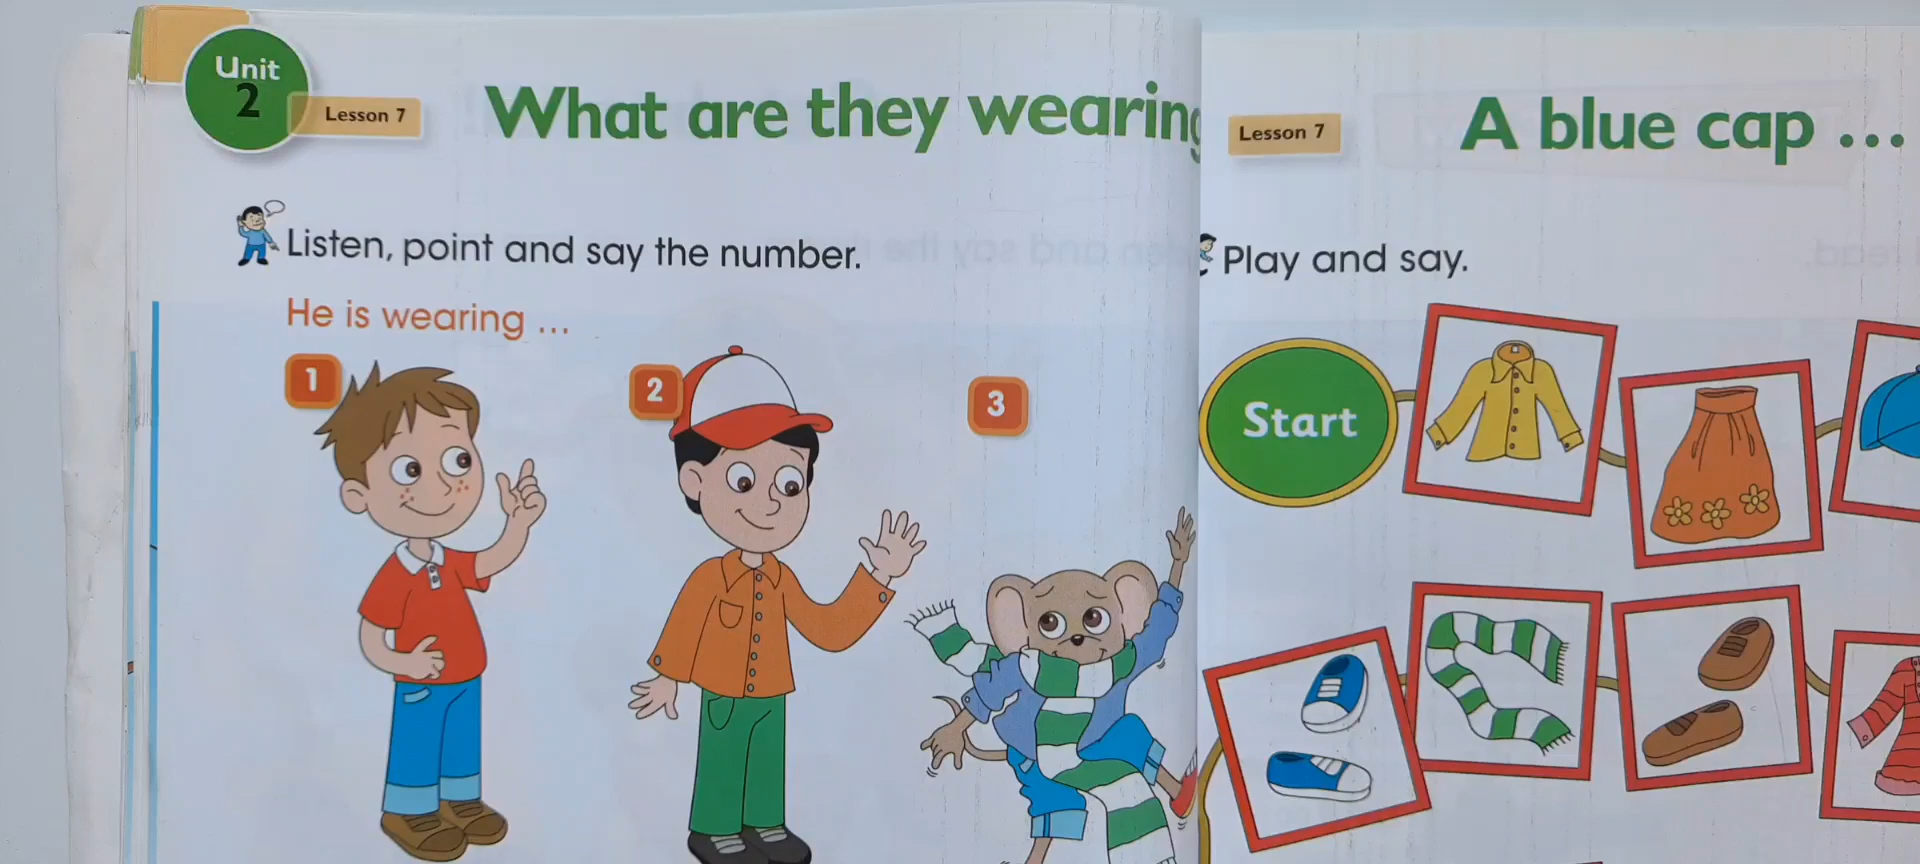 Unit
2
Lesson 7
What are they wearing
Listen, point and say the number.
He is wearing ...
1
2
3
Lesson 7
A blue cap ...
Play and say.
Start